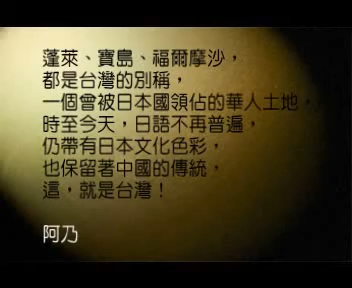 蓬萊、寶島、福爾摩沙，
都是台灣的別稱，
一個曾被日本國領佔的華人土地，
時至今天，日語不再普遍，
仍帶有日本文化色彩，
也保留著中國的傳統，
這，就是台灣！
阿乃